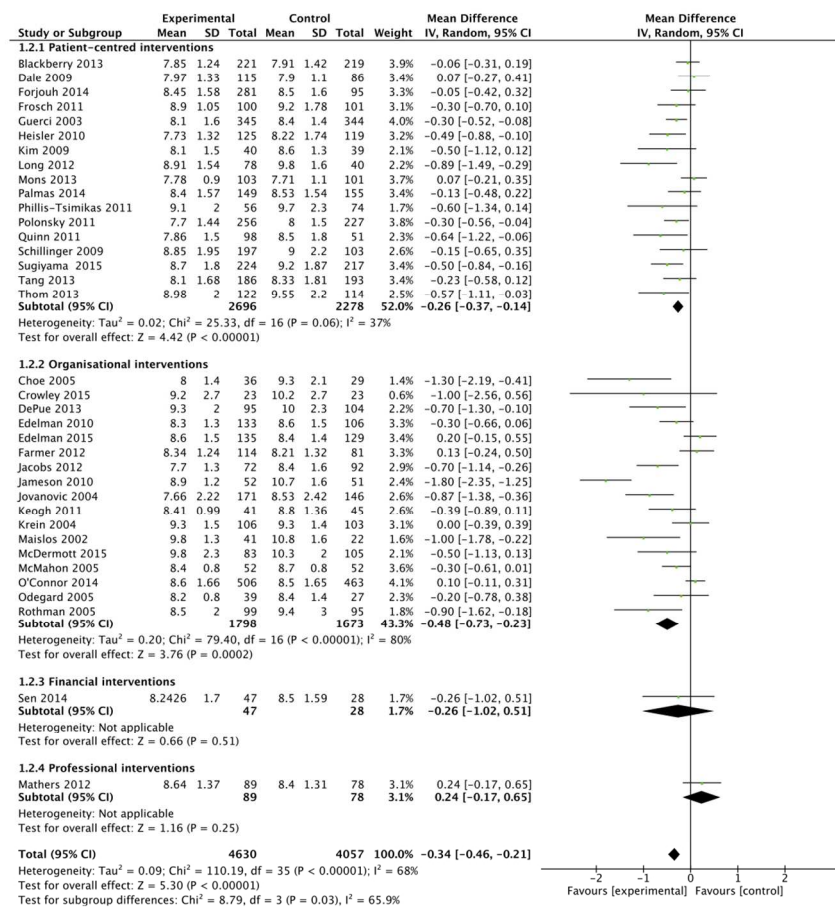 Experimental Control Mean Difference Mean Difference
Study or Subgroup Mean SD Total Mean SD Total Weight IV, Random, 95% CI IV, Random, 95% CI
1.2.1 Patient-centred interventions
Blackberry 2013 7.85 1.24 221 7.91 1.42 219 3.9% -0.06 [-0.31, 0.19]
Dale 2009 7.97 1.33 115 7.9 1.1 86 3.5% 0.07 [-0.27, 0.41]
Forjouh 2014 8.45 1.58 281 8.5 1.6 95 3.3% -0.05 [-0.42, 0.32]
Frosch 2011 8.9 1.05 100 9.2 1.78 101 3.1% -0.30 [-0.70, 0.10]
Guerci 2003 8.1 1.6 345 8.4 1.4 344 4.0% -0.30 [-0.52, -0.08]
Heisler 2010 7.73 1.32 125 8.22 1.74 119 3.2% -0.49 [-0.88, -0.10]
Kim 2009 8.1 1.5 40 8.6 1.3 39 2.2% -0.50 [-1.12, 0.12]
Long 2012 8.91 1.54 78 9.8 1.6 40 2.2% -0.89 [-1.49, -0.29]
Mons 2013 7.78 0.9 103 7.71 1.1 101 3.7% 0.07 [-0.21, 0.35]
Palmas 2014 8.4 1.57 149 8.53 1.54 155 3.4% -0.13 [-0.48, 0.22]
Phillis-Tsimikas 2011 9.1 2 56 9.7 2.3 74 1.8% -0.60 [-1.34, 0.14]
Polonsky 2011 7.7 1.44 256 8 1.5 227 3.8% -0.30 [-0.56, -0.04]
Quinn 2011 7.86 1.5 98 8.5 1.8 51 2.3% -0.64 [-1.22, -0.06]
Schillinger 2009 8.85 1.95 197 9 2.2 103 2.6% -0.15 [-0.65, 0.35]
Sugiyama 2015 8.7 1.8 224 9.2 1.87 217 3.5% -0.50 [-0.84, -0.16]
Tang 2013 8.1 1.68 186 8.33 1.81 193 3.4% -0.23 [-0.58, 0.12]
Thom 2013 8.98 2 122 9.55 2.2 114 2.5% -0.57 [-1.11, -0.03]
Subtotal (95% CI) 2696 2278 52.0% -0.26 [-0.37, -0.14]
Heterogeneity: Tau² = 0.02; Chi² = 25.33, df = 16 (P = 0.06); I² = 37%
Test for overall effect: Z = 4.42 (P < 0.00001)
1.2.2 Organisational interventions
Choe 2005 8 1.4 36 9.3 2.1 29 1.4% -1.30 [-2.19, -0.41]
Crowley 2015 9.2 2.7 23 10.2 2.7 23 0.6% -1.00 [-2.56, 0.56]
DePue 2013 9.3 2 95 10 2.3 104 2.2% -0.70 [-1.30, -0.10]
Edelman 2010 8.3 1.3 133 8.6 1.5 106 3.4% -0.30 [-0.66, 0.06]
Edelman 2015 8.6 1.5 135 8.4 1.4 129 3.4% 0.20 [-0.15, 0.55]
Farmer 2012 8.34 1.24 114 8.21 1.32 81 3.3% 0.13 [-0.24, 0.50]
Jacobs 2012 7.7 1.3 72 8.4 1.6 92 2.9% -0.70 [-1.14, -0.26]
Jameson 2010 8.9 1.2 52 10.7 1.6 51 2.4% -1.80 [-2.35, -1.25]
Jovanovic 2004 7.66 2.22 171 8.53 2.42 146 2.6% -0.87 [-1.38, -0.36]
Keogh 2011 8.41 0.99 41 8.8 1.36 45 2.6% -0.39 [-0.89, 0.11]
Krein 2004 9.3 1.5 106 9.3 1.4 103 3.1% 0.00 [-0.39, 0.39]
Maislos 2002 9.8 1.3 41 10.8 1.6 22 1.6% -1.00 [-1.78, -0.22]
McDermott 2015 9.8 2.3 83 10.3 2 105 2.1% -0.50 [-1.13, 0.13]
McMahon 2005 8.4 0.8 52 8.7 0.8 52 3.6% -0.30 [-0.61, 0.01]
O'Connor 2014 8.6 1.66 506 8.5 1.65 463 4.1% 0.10 [-0.11, 0.31]
Odegard 2005 8.2 0.8 39 8.4 1.4 27 2.3% -0.20 [-0.78, 0.38]
Rothman 2005 8.5 2 99 9.4 3 95 1.8% -0.90 [-1.62, -0.18]
Subtotal (95% CI) 1798 1673 43.3% -0.48 [-0.73, -0.23]
Heterogeneity: Tau² = 0.20; Chi² = 79.40, df = 16 (P < 0.00001); I² = 80%
Test for overall effect: Z = 3.76 (P = 0.0002)
1.2.3 Financial interventions
Sen 2014 8.2426 1.7 47 8.5 1.59 28 1.7% -0.26 [-1.02, 0.51]
Subtotal (95% CI) 47 28 1.7% -0.26 [-1.02, 0.51]
Heterogeneity: Not applicable
Test for overall effect: Z = 0.66 (P = 0.51)
1.2.4 Professional interventions
Mathers 2012 8.64 1.37 89 8.4 1.31 78 3.1% 0.24 [-0.17, 0.65]
Subtotal (95% CI) 89 78 3.1% 0.24 [-0.17, 0.65]
Heterogeneity: Not applicable
Test for overall effect: Z = 1.16 (P = 0.25)
Total (95% CI) 4630 4057 100.0% -0.34 [-0.46, -0.21]
Heterogeneity: Tau² = 0.09; Chi² = 110.19, df = 35 (P < 0.00001); I² = 68%
Test for overall effect: Z = 5.30 (P < 0.00001)
Test for subgroup differences: Chi² = 8.79, df = 3 (P = 0.03), I² = 65.9%
-2 -1 0 1 2
Favours [experimental] Favours [control]